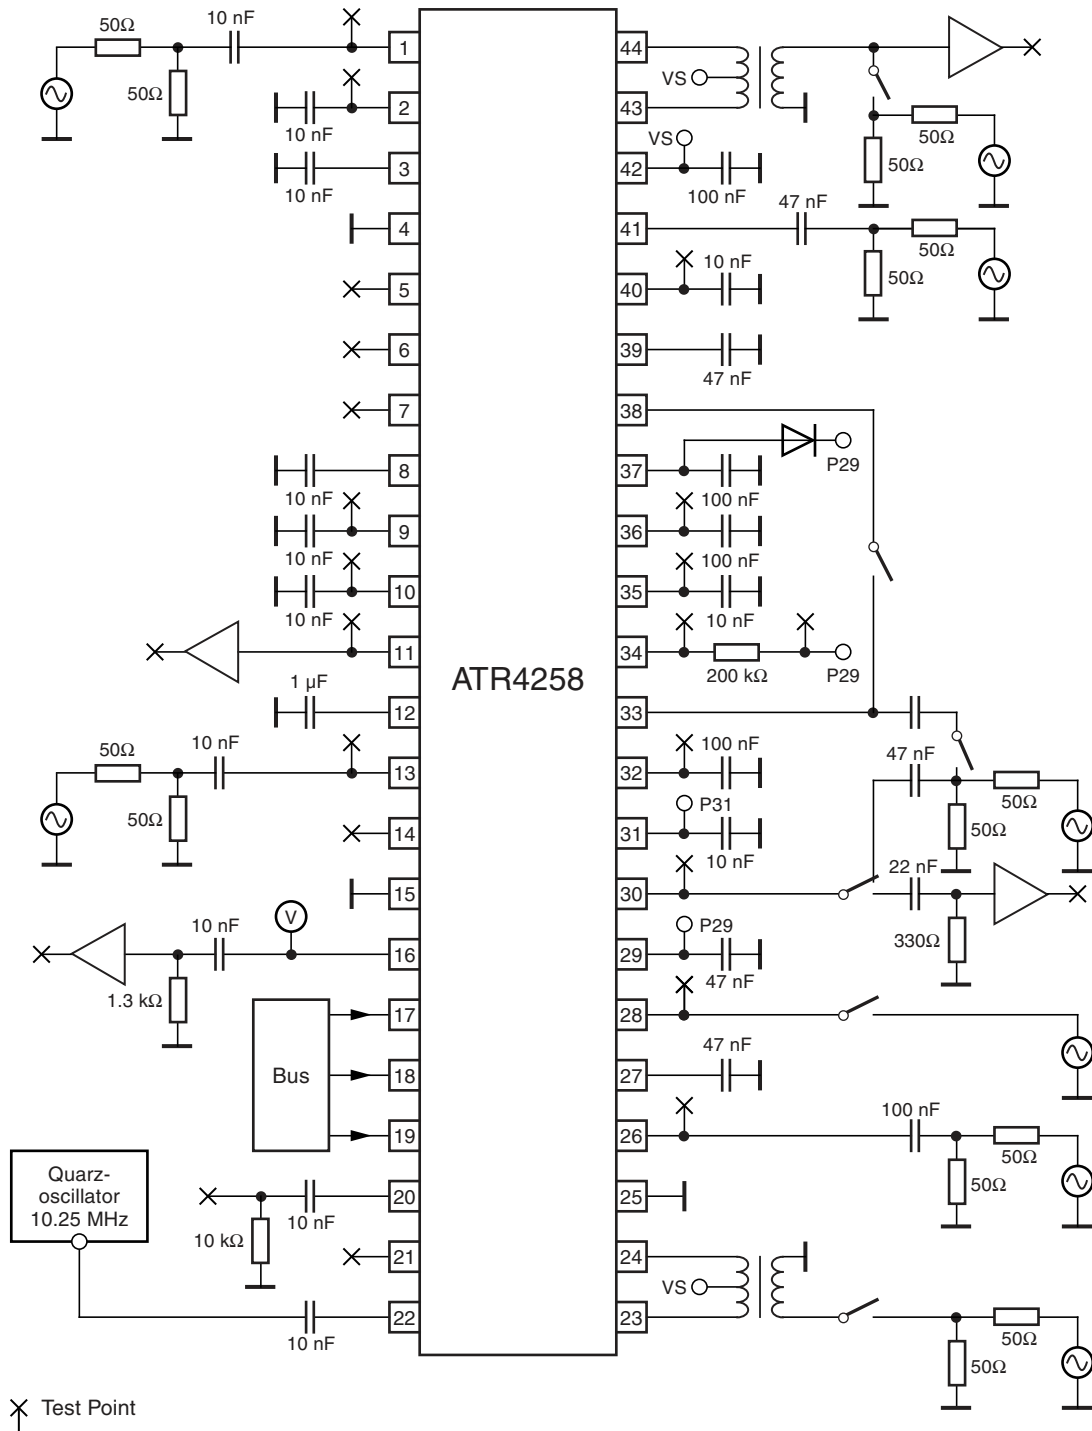 50Ω
10 nF
50Ω
1
2
10 nF
3
10 nF
4
5
6
7
8
10 nF
9
10 nF
10
10 nF
11
1 µF
12
50Ω
10 nF
50Ω
13
14
15
10 nF
V
16
1.3 kΩ
17
Bus
18
19
Quarz-
oscillator
10.25 MHz
20
10 nF
10 kΩ
21
22
10 nF
ATR4258
44
VS
43
VS
42
100 nF
50Ω
50Ω
41
47 nF
50Ω
50Ω
40
10 nF
39
47 nF
38
P29
37
100 nF
36
100 nF
35
10 nF
34
200 kΩ
P29
33
47 nF
50Ω
50Ω
32
100 nF
P31
31
10 nF
30
22 nF
330Ω
P29
29
47 nF
28
27
47 nF
26
100 nF
50Ω
50Ω
25
24
VS
23
50Ω
50Ω
Test Point